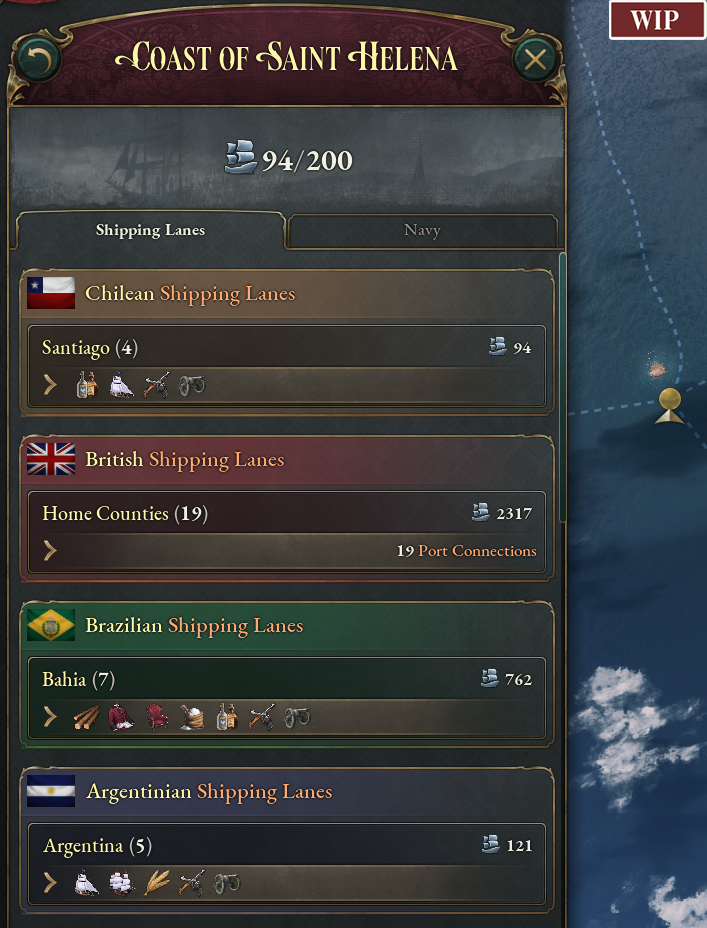 WIP
COAST OF SAINT HELENA
94/200
Shipping Lanes
Navy
Chilean Shipping Lanes
Santiago (4)
94
British Shipping Lanes
Home Counties (19)
2317
19 Port Connections
Brazilian Shipping Lanes
Bahia (7)
762
Argentinian Shipping Lanes
Argentina (5)
121